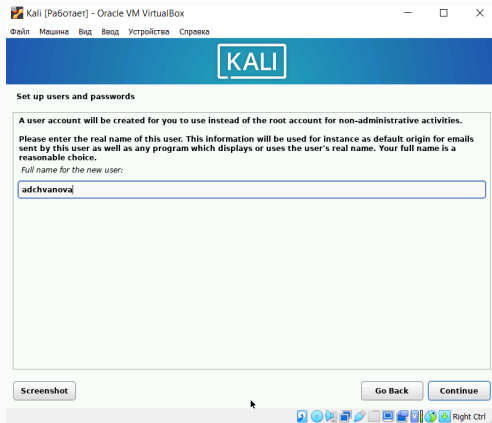 Kali [Работает] - Oracle VM VirtualBox
Файл Машина Вид Ввод Устройства Справка
KALI
Set up users and passwords
A user account will be created for you to use instead of the root account for non-administrative activities.
Please enter the real name of this user. This information will be used for instance as default origin for emails
sent by this user as well as any program which displays or uses the user's real name. Your full name is a
reasonable choice.
Full name for the new user:
adchvanova
Screenshot
Go Back
Continue
Right Ctrl